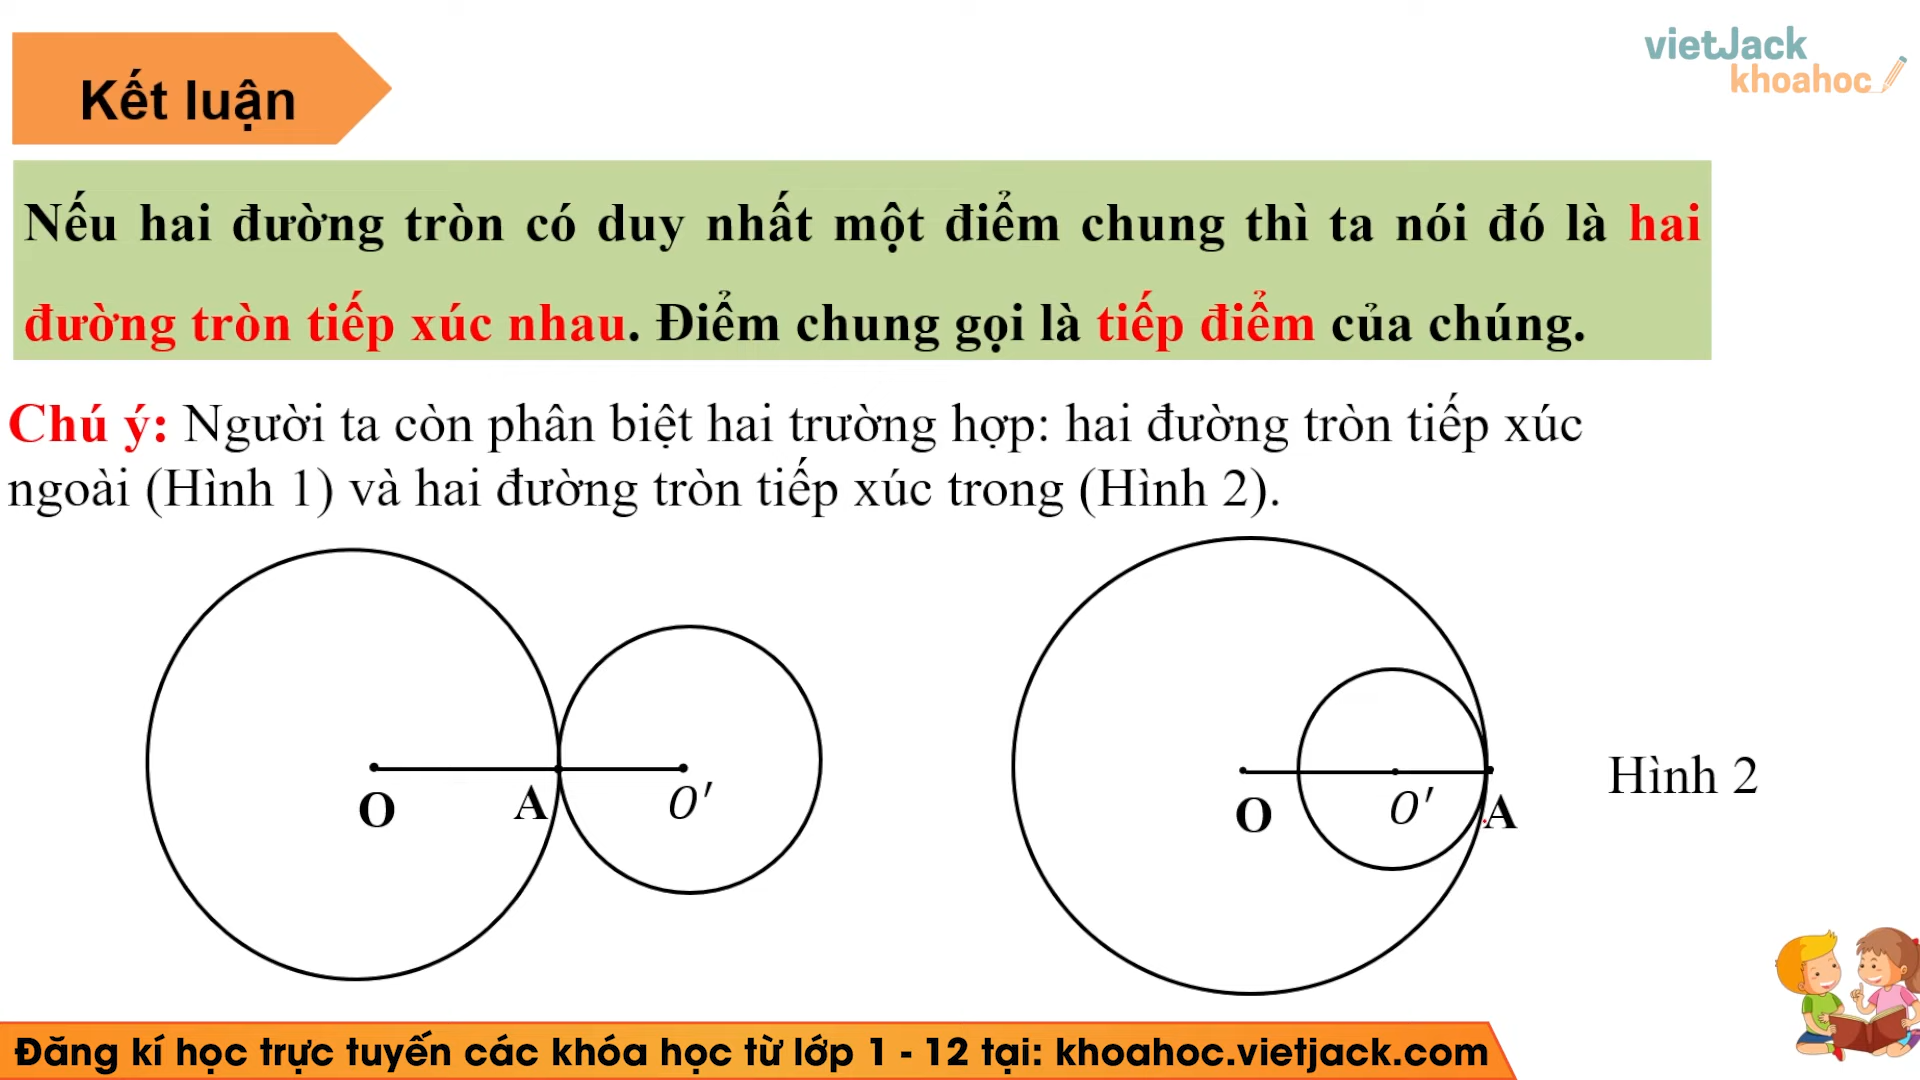 vietJack
khoahoc
Kết luận
Nếu hai đường tròn có duy nhất một điểm chung thì ta nói đó là hai
đường tròn tiếp xúc nhau. Điểm chung gọi là tiếp điểm của chúng.
Chú ý: Người ta còn phân biệt hai trường hợp: hai đường tròn tiếp xúc
ngoài (Hình 1) và hai đường tròn tiếp xúc trong (Hình 2).
O A O′
O O′ A
Hình 2
Đăng kí học trực tuyến các khóa học từ lớp 1 - 12 tại: khoahoc.vietjack.com